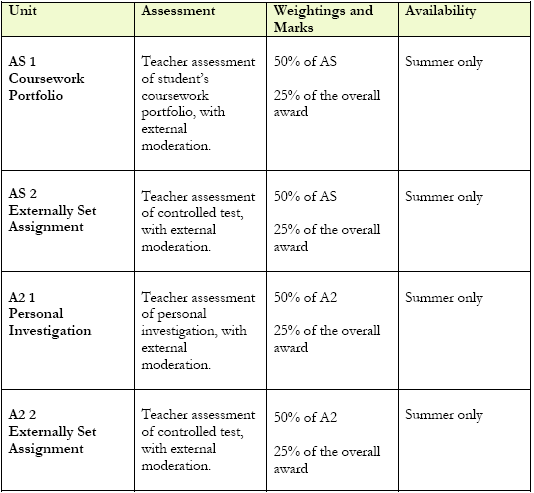 Unit
Assessment
Weightings and
Marks
Availability
AS 1
Coursework
Portfolio
Teacher assessment
of student's
coursework
portfolio, with
external
moderation.
50% of AS
25% of the overall
award
Summer only
AS 2
Externally Set
Assignment
Teacher assessment
of controlled test,
with external
moderation.
50% of AS
25% of the overall
award
Summer only
A2 1
Personal
Investigation
Teacher assessment
of personal
investigation, with
external
moderation.
50% of A2
25% of the overall
award
Summer only
A2 2
Externally Set
Assignment
Teacher assessment
of controlled test,
with external
moderation.
50% of A2
25% of the overall
award
Summer only